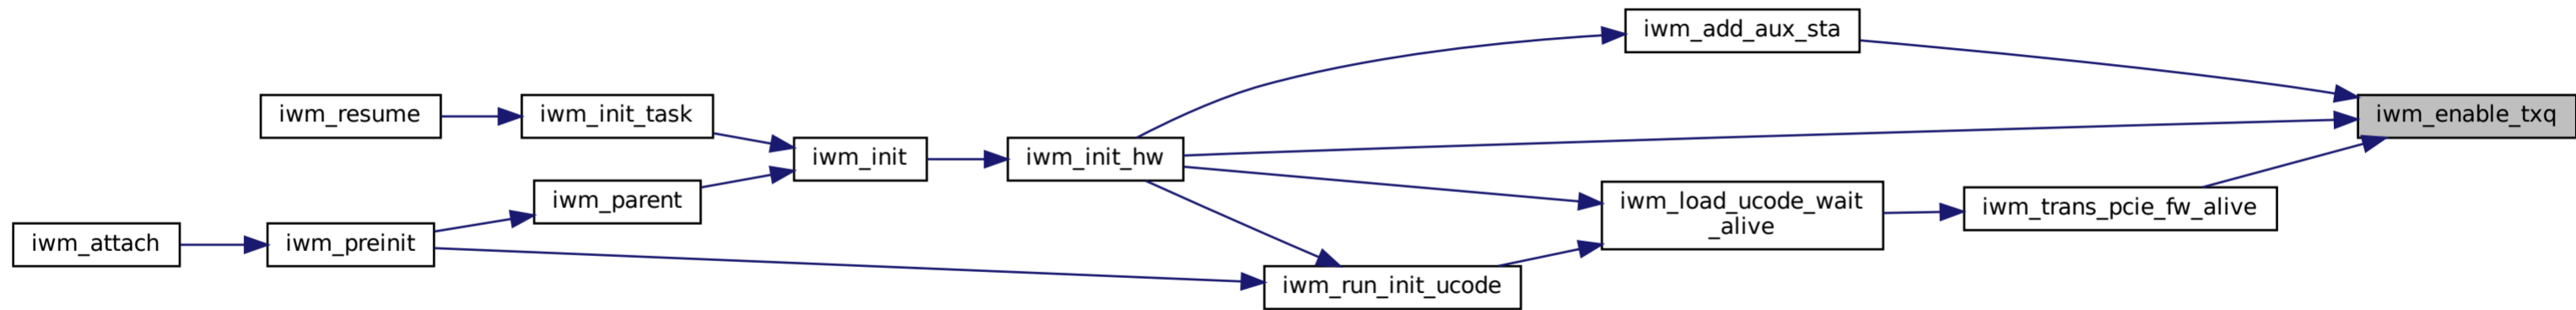 iwm_add_aux_sta
iwm_resume
iwm_init_task
iwm_enable_txq
iwm_init
iwm_init_hw
iwm_parent
iwm_load_ucode_wait
_alive
iwm_trans_pcie_fw_alive
iwm_attach
iwm_preinit
iwm_run_init_ucode